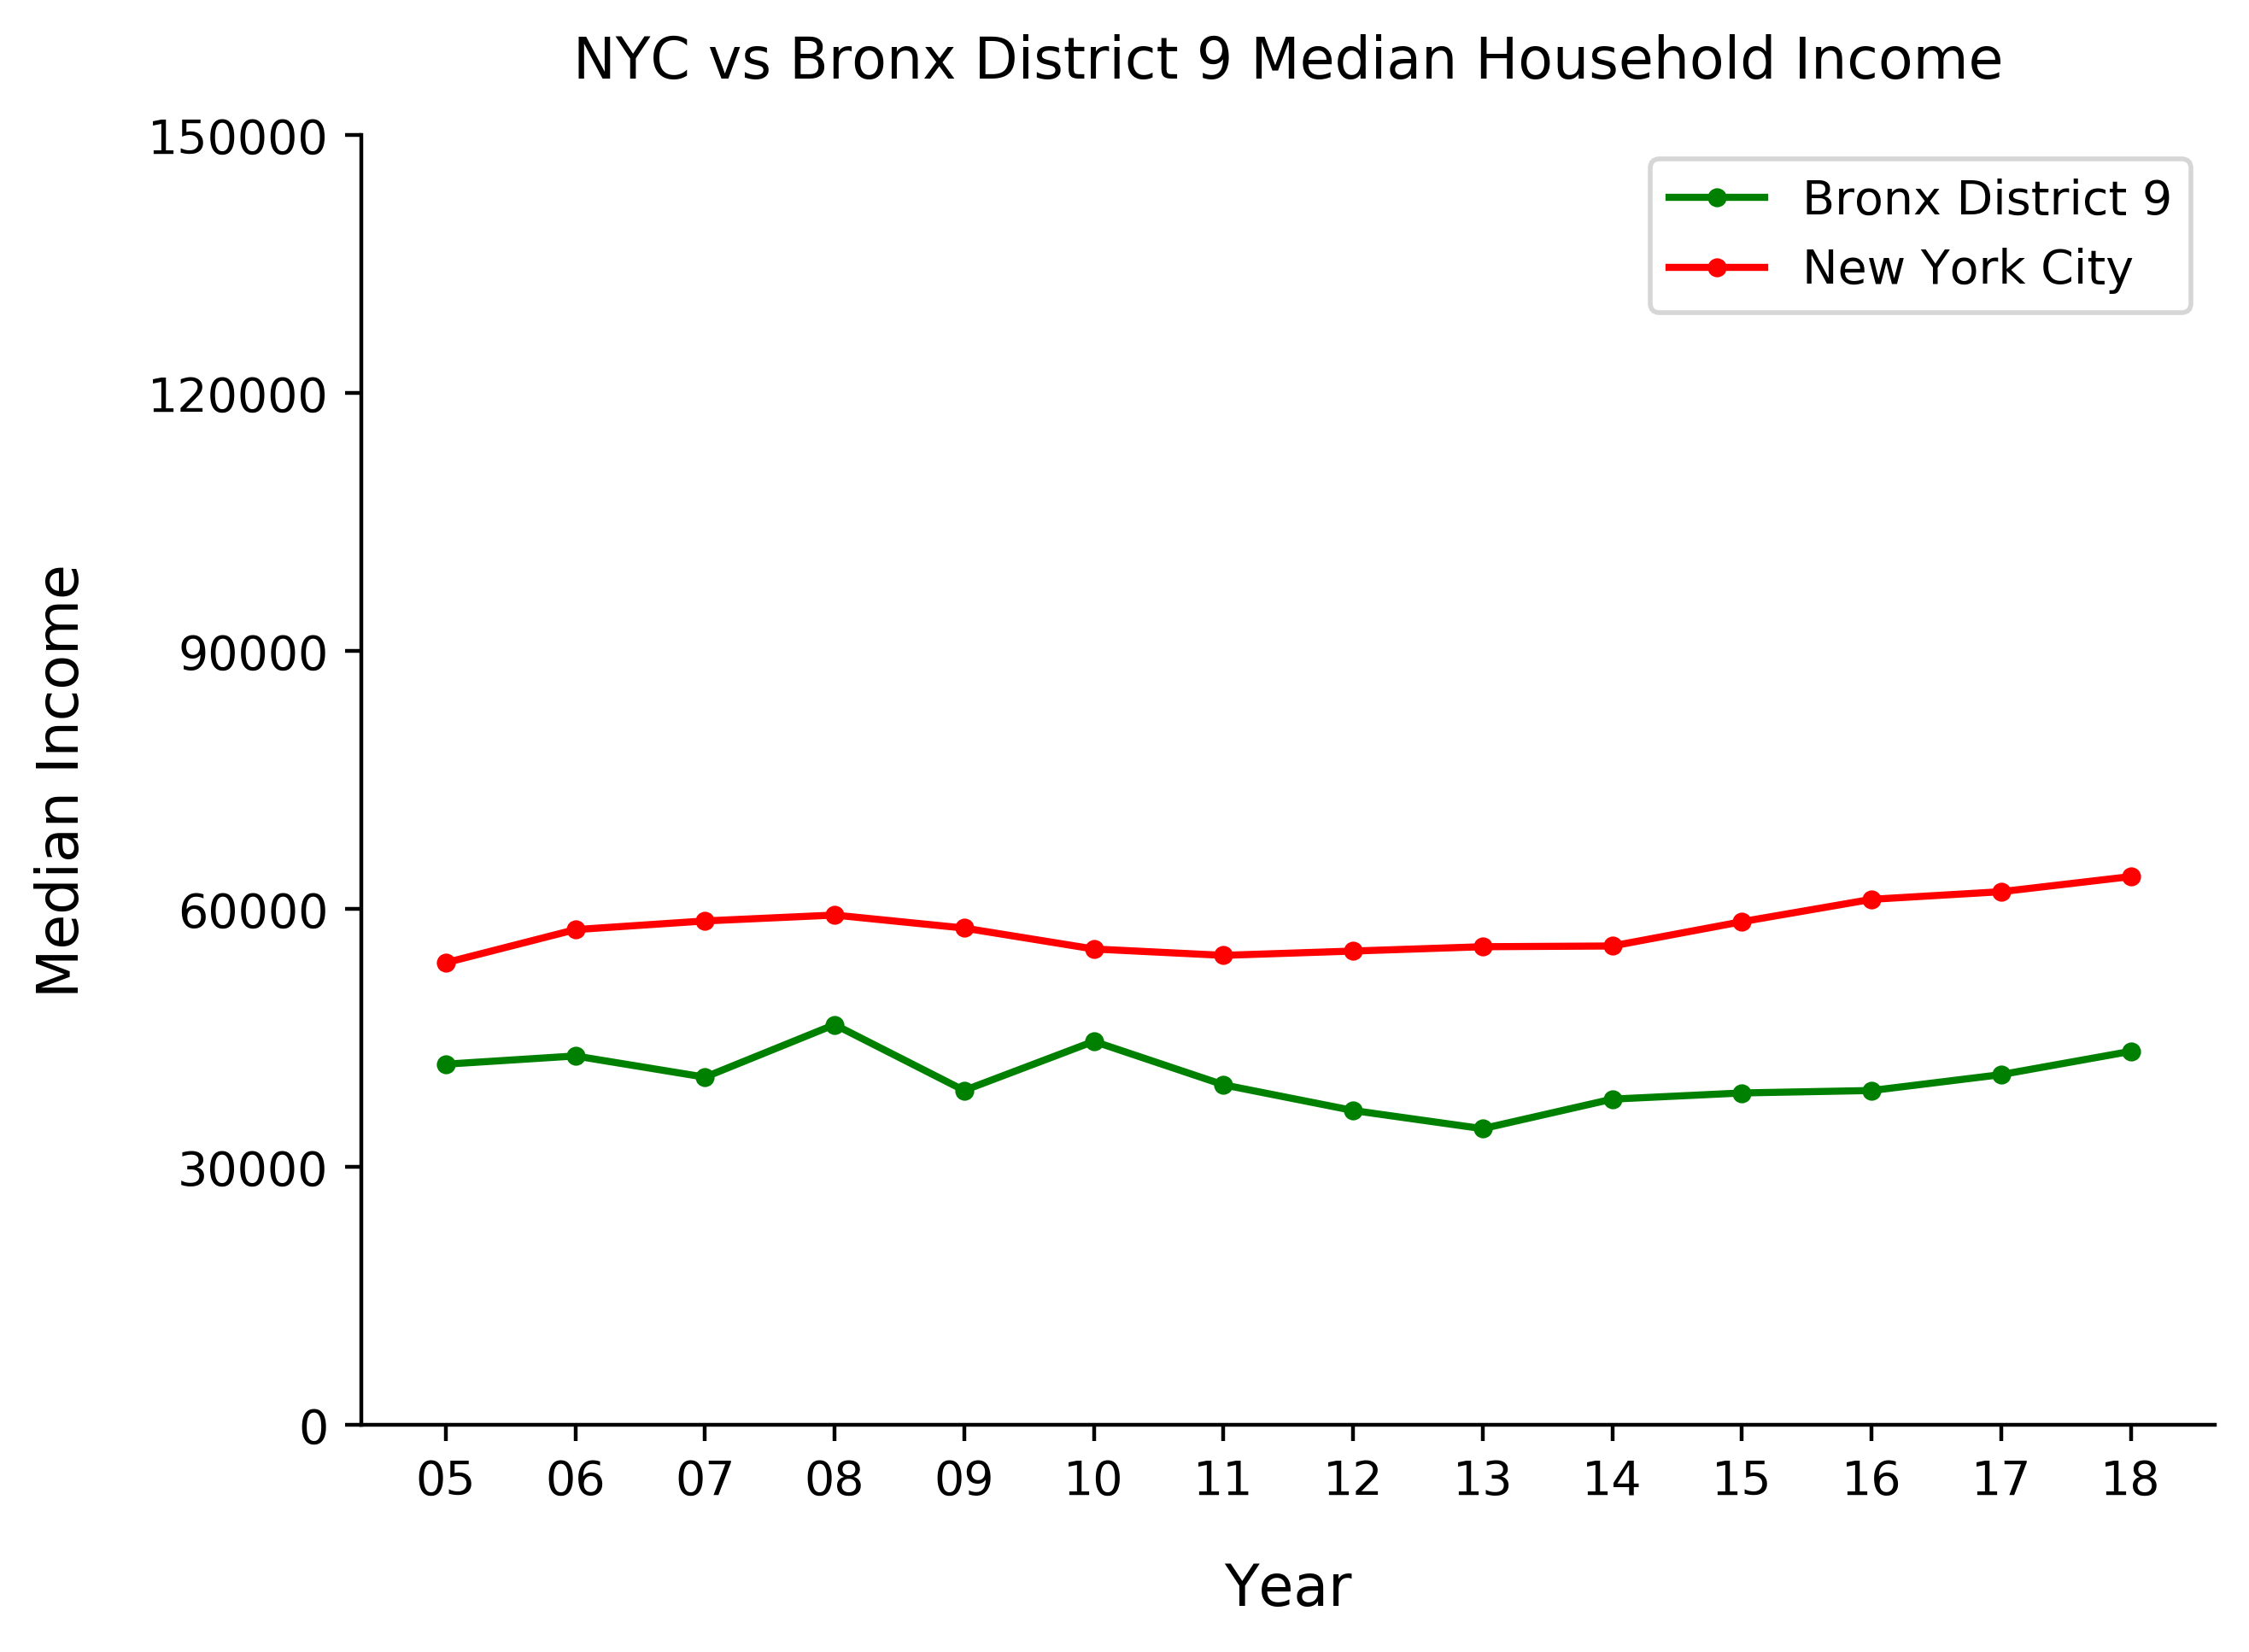 NYC vs Bronx District 9 Median Household Income
150000
120000
90000
60000
30000
0
Median Income
Bronx District 9
New York City
05 06 07 08 09 10 11 12 13 14 15 16 17 18
Year